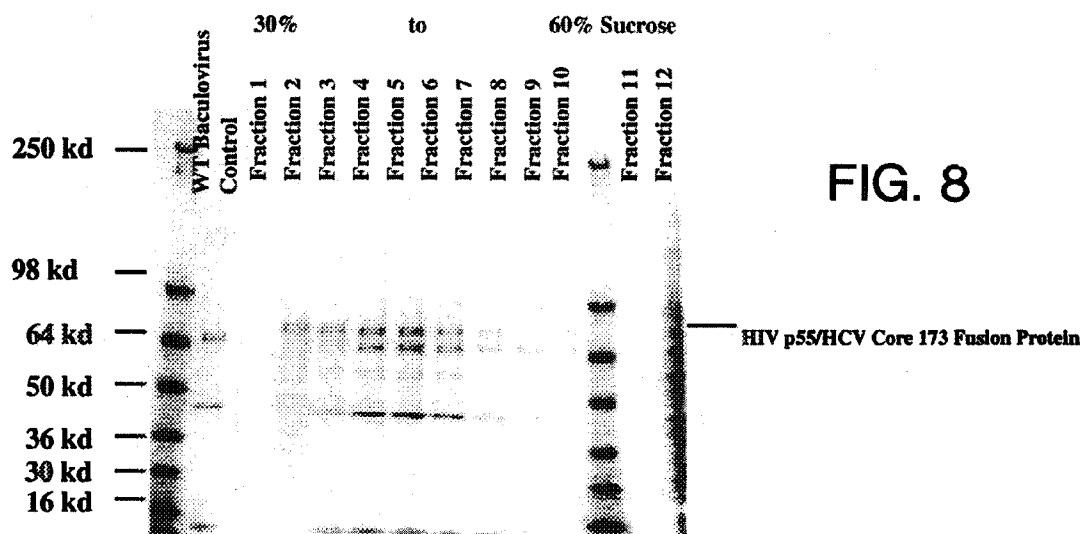 30% to 60% Sucrose
WT Baculovirus
Control
Fraction 1
Fraction 2
Fraction 3
Fraction 4
Fraction 5
Fraction 6
Fraction 7
Fraction 8
Fraction 9
Fraction 10
Fraction 11
Fraction 12
250 kd
98 kd
64 kd
50 kd
36 kd
30 kd
16 kd
FIG. 8
HIV p55/HCV Core 173 Fusion Protein